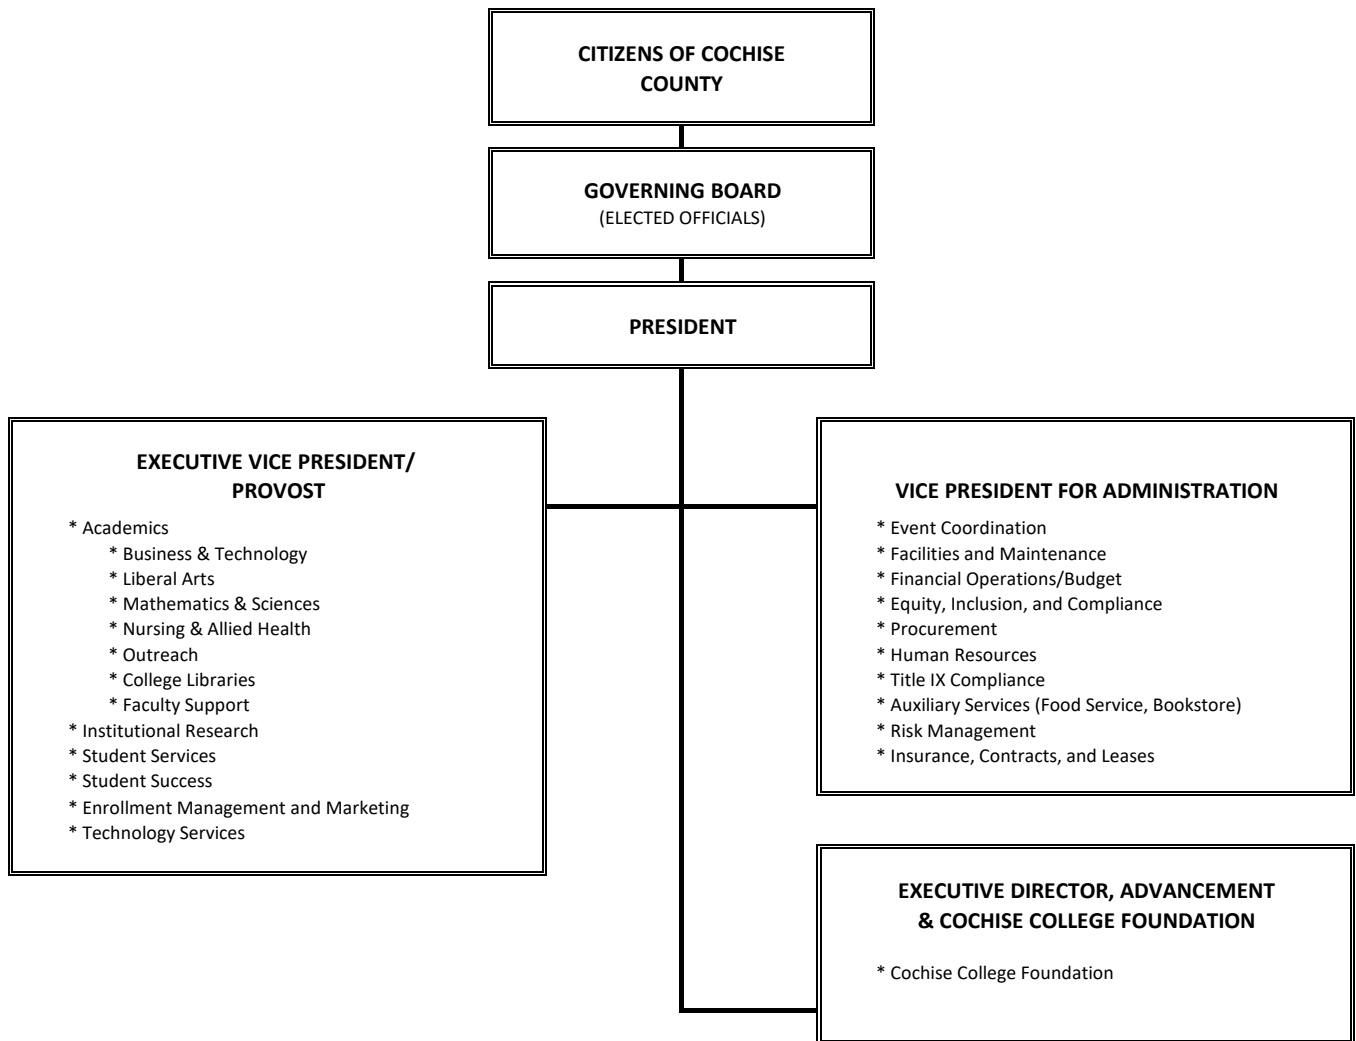 CITIZENS OF COCHISE
COUNTY
GOVERNING BOARD
(ELECTED OFFICIALS)
PRESIDENT
EXECUTIVE VICE PRESIDENT/
PROVOST
* Academics
* Business & Technology
* Liberal Arts
* Mathematics & Sciences
* Nursing & Allied Health
* Outreach
* College Libraries
* Faculty Support
* Institutional Research
* Student Services
* Student Success
* Enrollment Management and Marketing
* Technology Services
VICE PRESIDENT FOR ADMINISTRATION
* Event Coordination
* Facilities and Maintenance
* Financial Operations/Budget
* Equity, Inclusion, and Compliance
* Procurement
* Human Resources
* Title IX Compliance
* Auxiliary Services (Food Service, Bookstore)
* Risk Management
* Insurance, Contracts, and Leases
EXECUTIVE DIRECTOR, ADVANCEMENT
& COCHISE COLLEGE FOUNDATION
* Cochise College Foundation